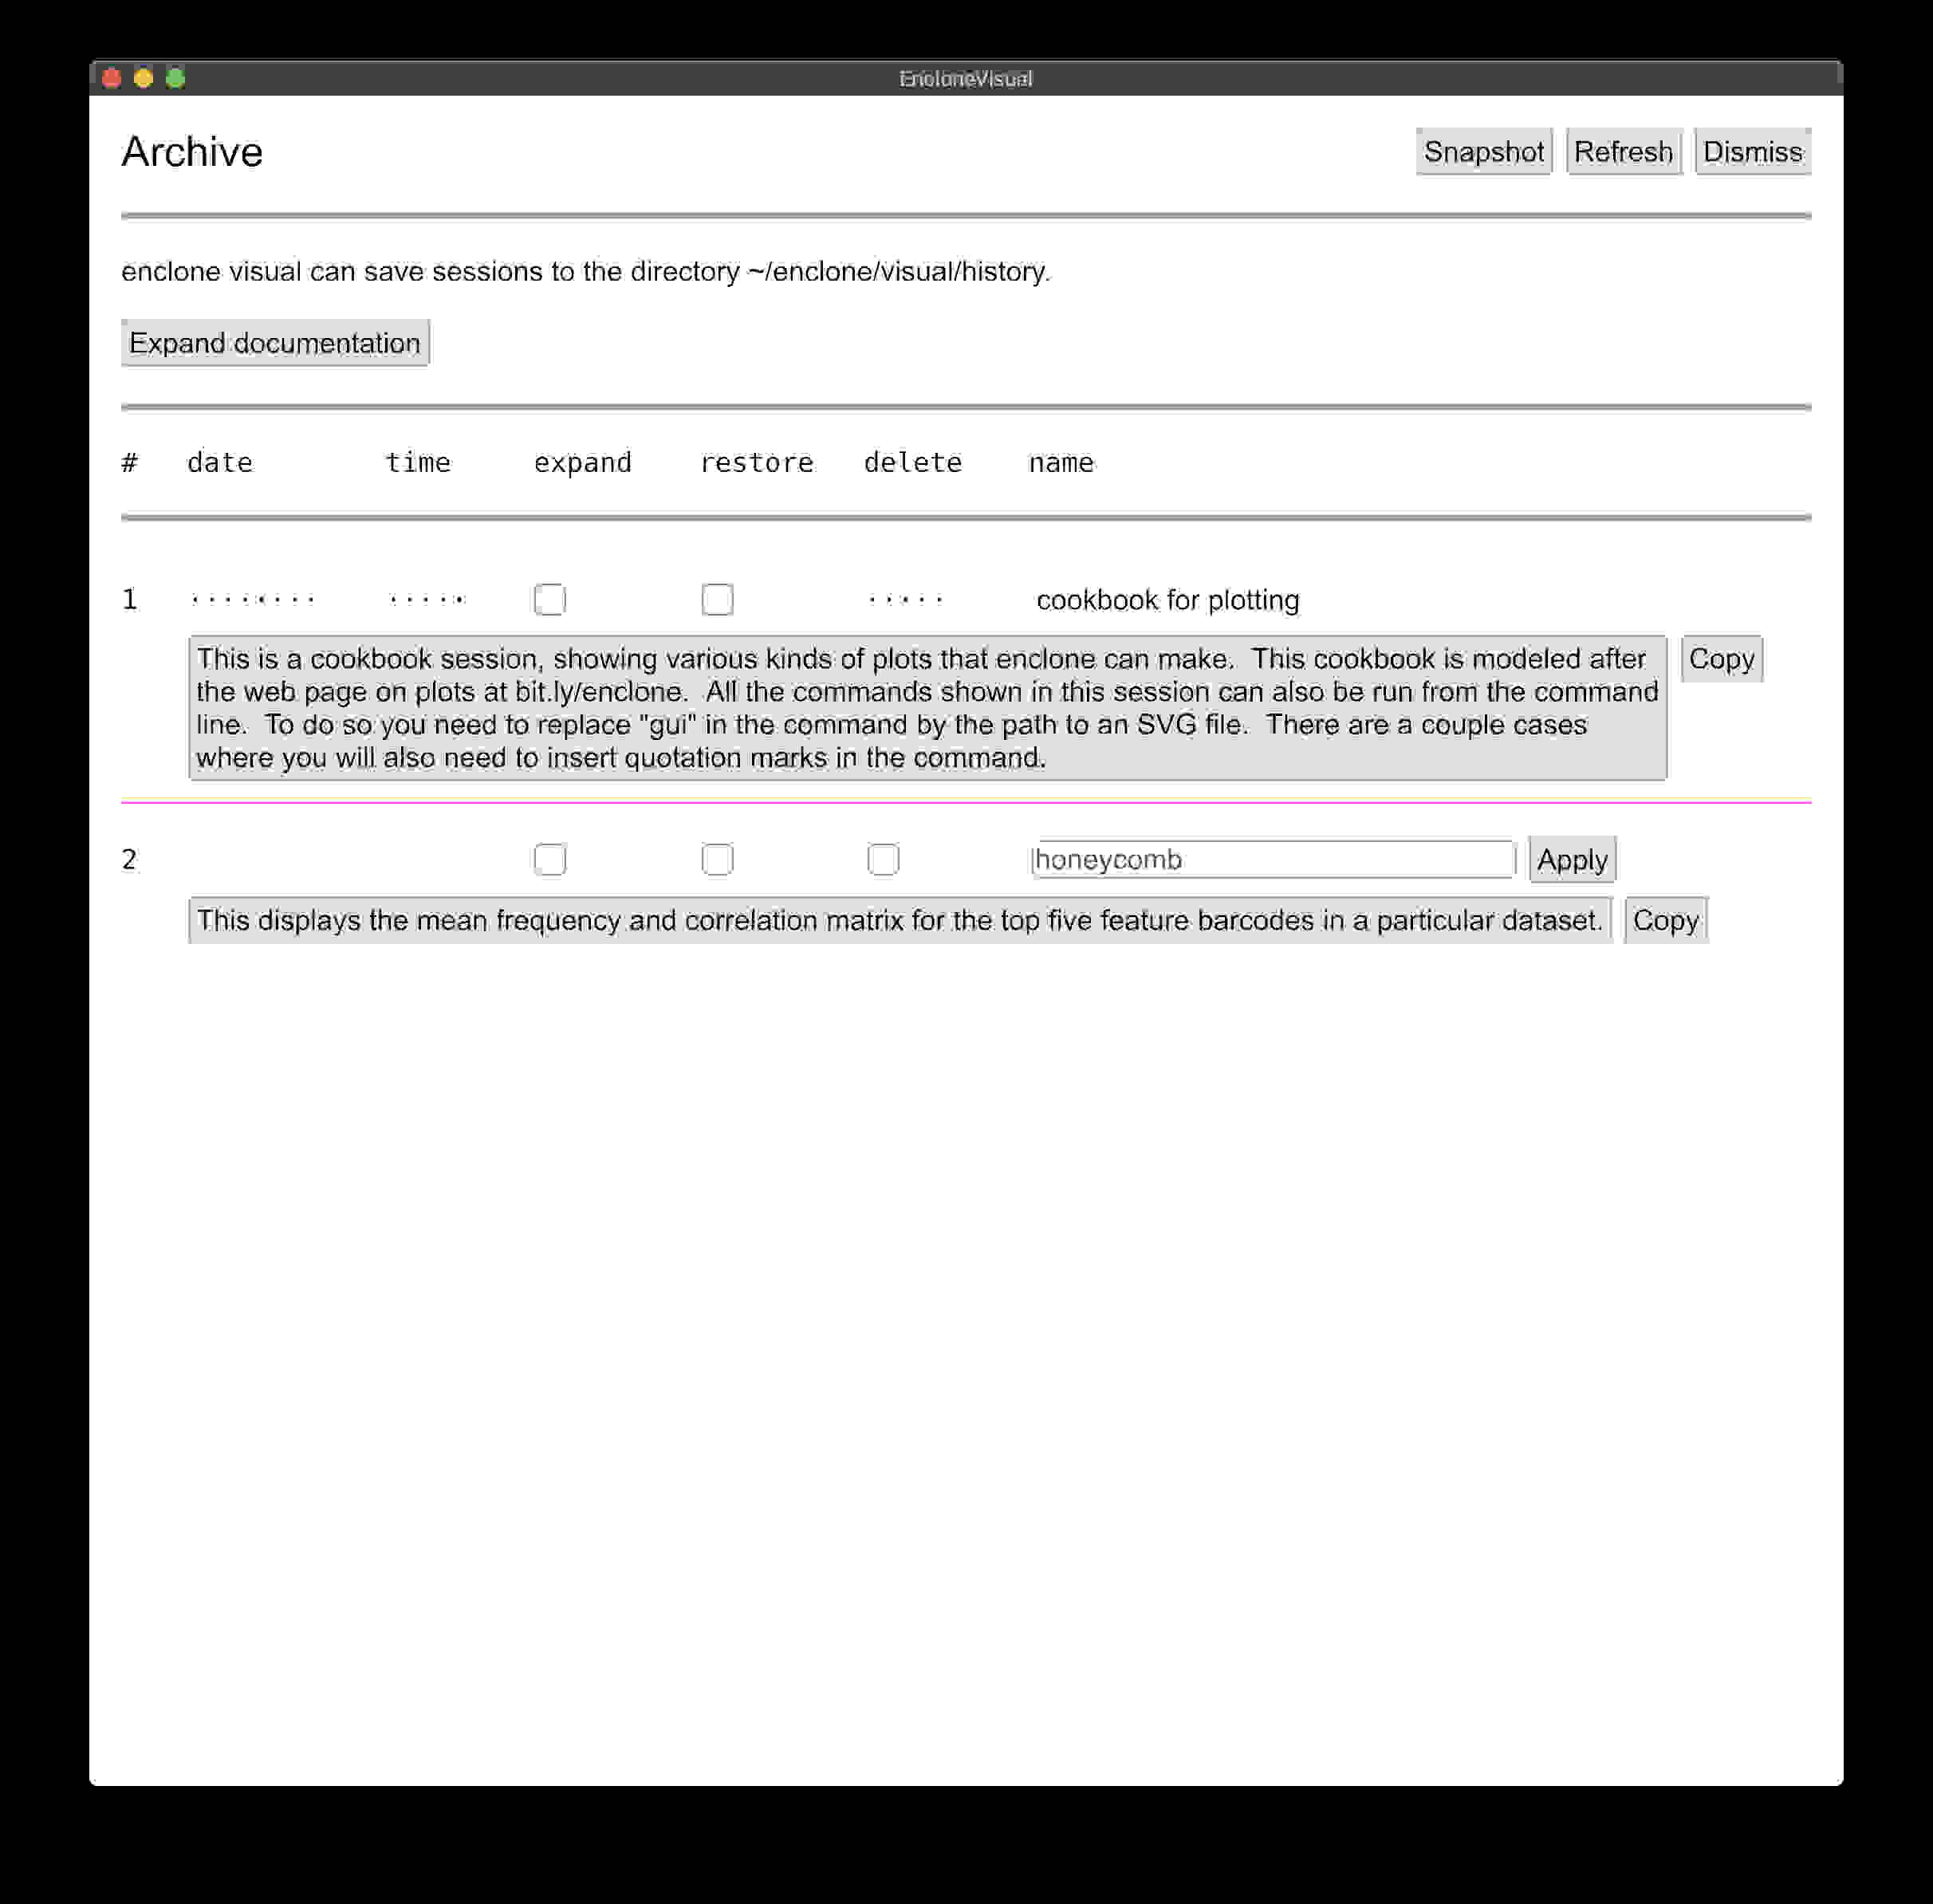 EncloneVisual
Archive
Snapshot Refresh Dismiss
enclone visual can save sessions to the directory ~/enclone/visual/history.
Expand documentation
# date time expand restore delete name
1 ········ ····· ····· cookbook for plotting
This is a cookbook session, showing various kinds of plots that enclone can make.  This cookbook is modeled after
the web page on plots at bit.ly/enclone.  All the commands shown in this session can also be run from the command
line.  To do so you need to replace "gui" in the command by the path to an SVG file.  There are a couple cases
where you will also need to insert quotation marks in the command.
Copy
2 honeycomb Apply
This displays the mean frequency and correlation matrix for the top five feature barcodes in a particular dataset.
Copy